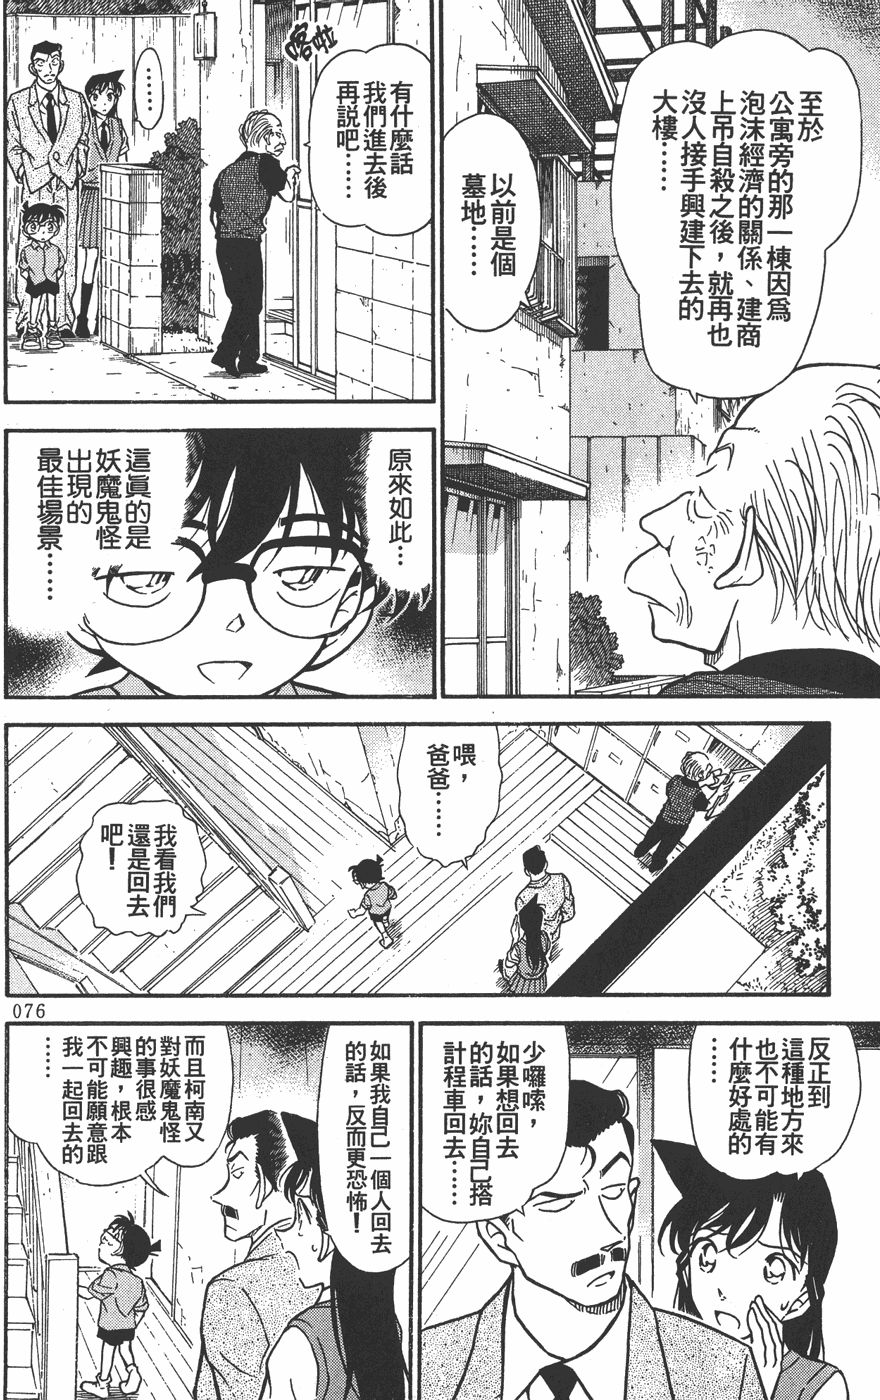 至於
公寓旁的那一棟因為
泡沫經濟的關係、建商
上吊自殺之後，就再也
沒人接手興建下去的
大樓……
以前是個
墓地……
喀啦
有什麼話
我們進去後
再說吧……
……
原來如此…
這真的是
妖魔鬼怪
出現的
最佳場景……
喂，
爸爸……
我看我們
還是回去
吧！
076
反正到
這種地方來
也不可能有
什麼好處的
少囉嗦，
如果想回去
的話，妳自己搭
計程車回去……
如果我自己一個人回去
的話，反而更恐怖！
而且柯南又
對妖魔鬼怪
的事很感
興趣，根本
不可能願意跟
我一起回去的
……